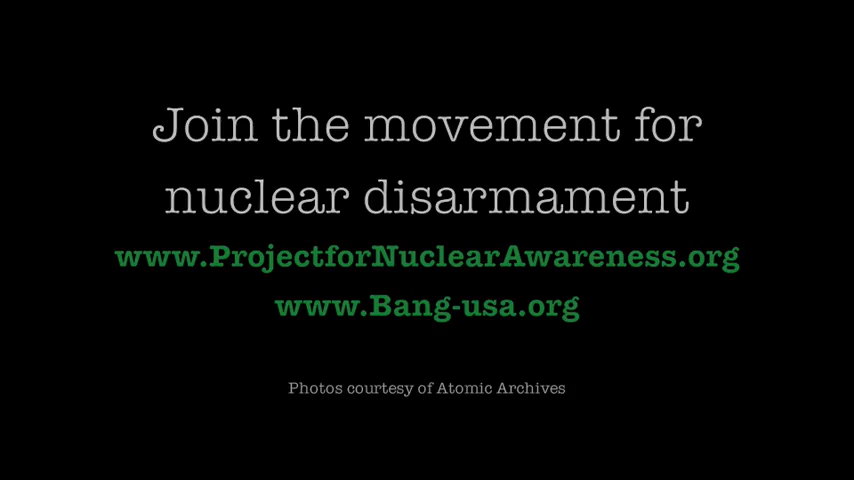 Join the movement for
nuclear disarmament
www.ProjectforNuclearAwareness.org
www.Bang-usa.org
Photos courtesy of Atomic Archives